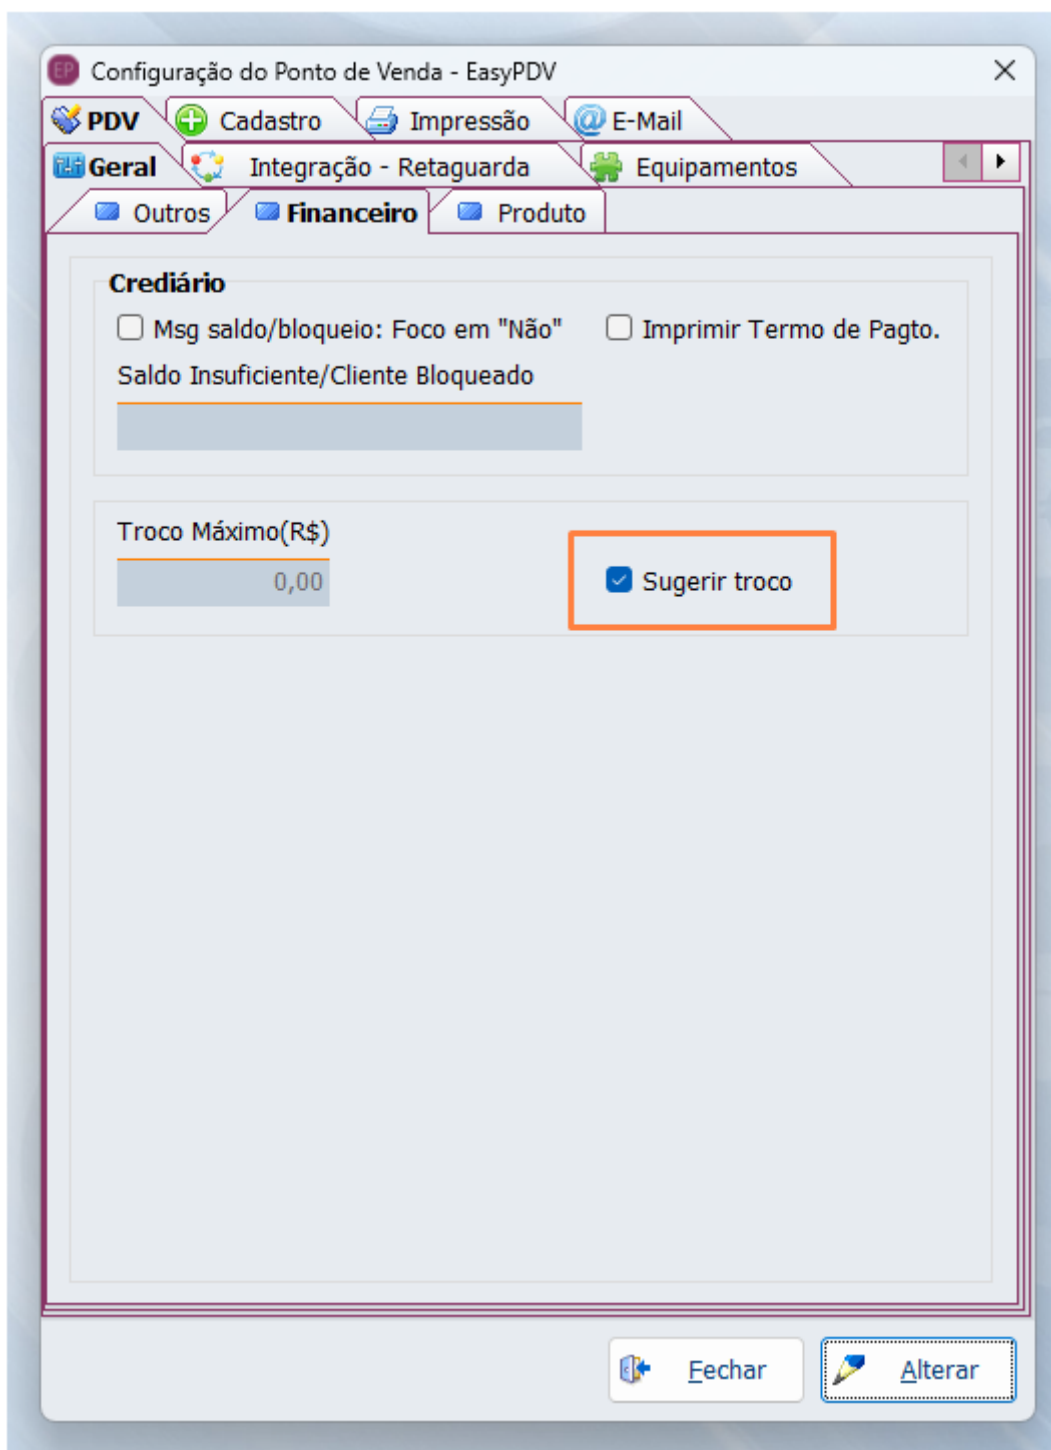 EP Configuração do Ponto de Venda - EasyPDV
PDV Cadastro Impressão @ E-Mail
Geral Integração - Retaguarda Equipamentos
Outros Financeiro Produto
Crediário
Msg saldo/bloqueio: Foco em "Não" Imprimir Termo de Pagto.
Saldo Insuficiente/Cliente Bloqueado
Troco Máximo(R$)
0,00 Sugerir troco
Fechar Alterar